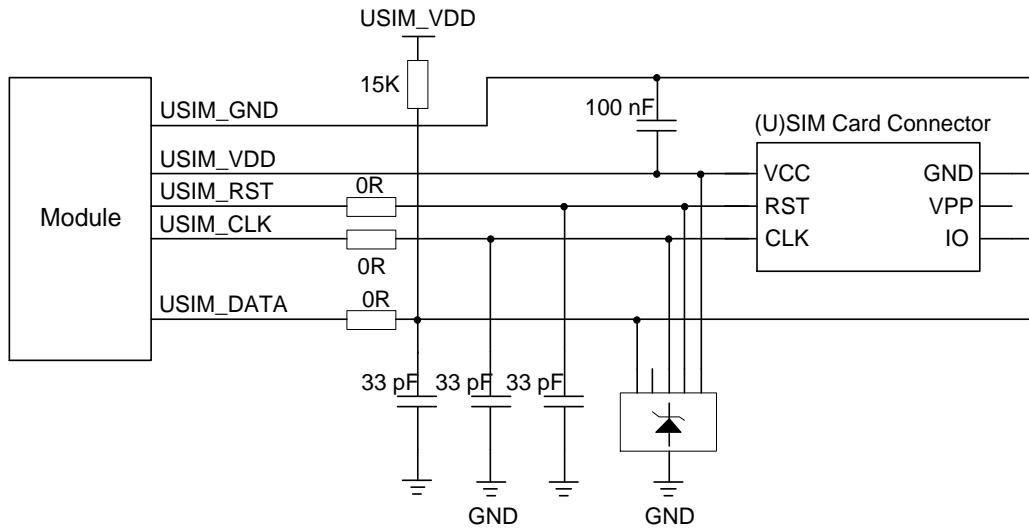 USIM_VDD
15K
USIM_GND
100 nF
(U)SIM Card Connector
USIM_VDD
VCC
GND
USIM_RST
0R
RST
VPP
Module
USIM_CLK
CLK
IO
0R
USIM_DATA
0R
33 pF
33 pF
33 pF
GND
GND